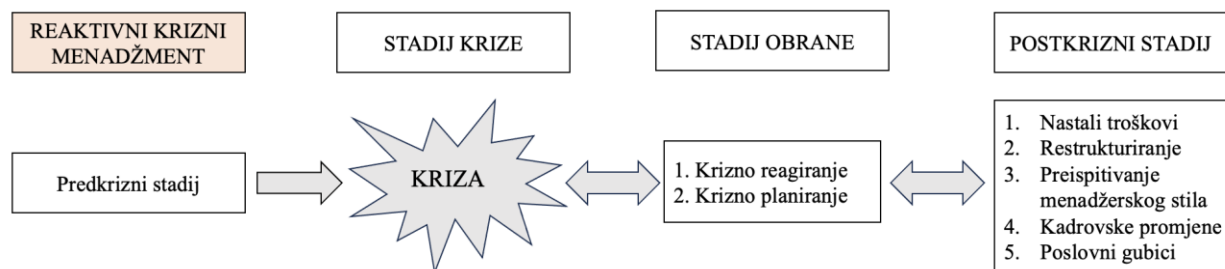 REAKTIVNI KRIZNI
MENADŽMENT
STADIJ KRIZE
STADIJ OBRANE
POSTKRIZNI STADIJ
Predkrizni stadij
KRIZA
1. Krizno reagiranje
2. Krizno planiranje
1. Nastali troškovi
2. Restrukturiranje
3. Preispitivanje
menadžerskog stila
4. Kadrovske promjene
5. Poslovni gubici